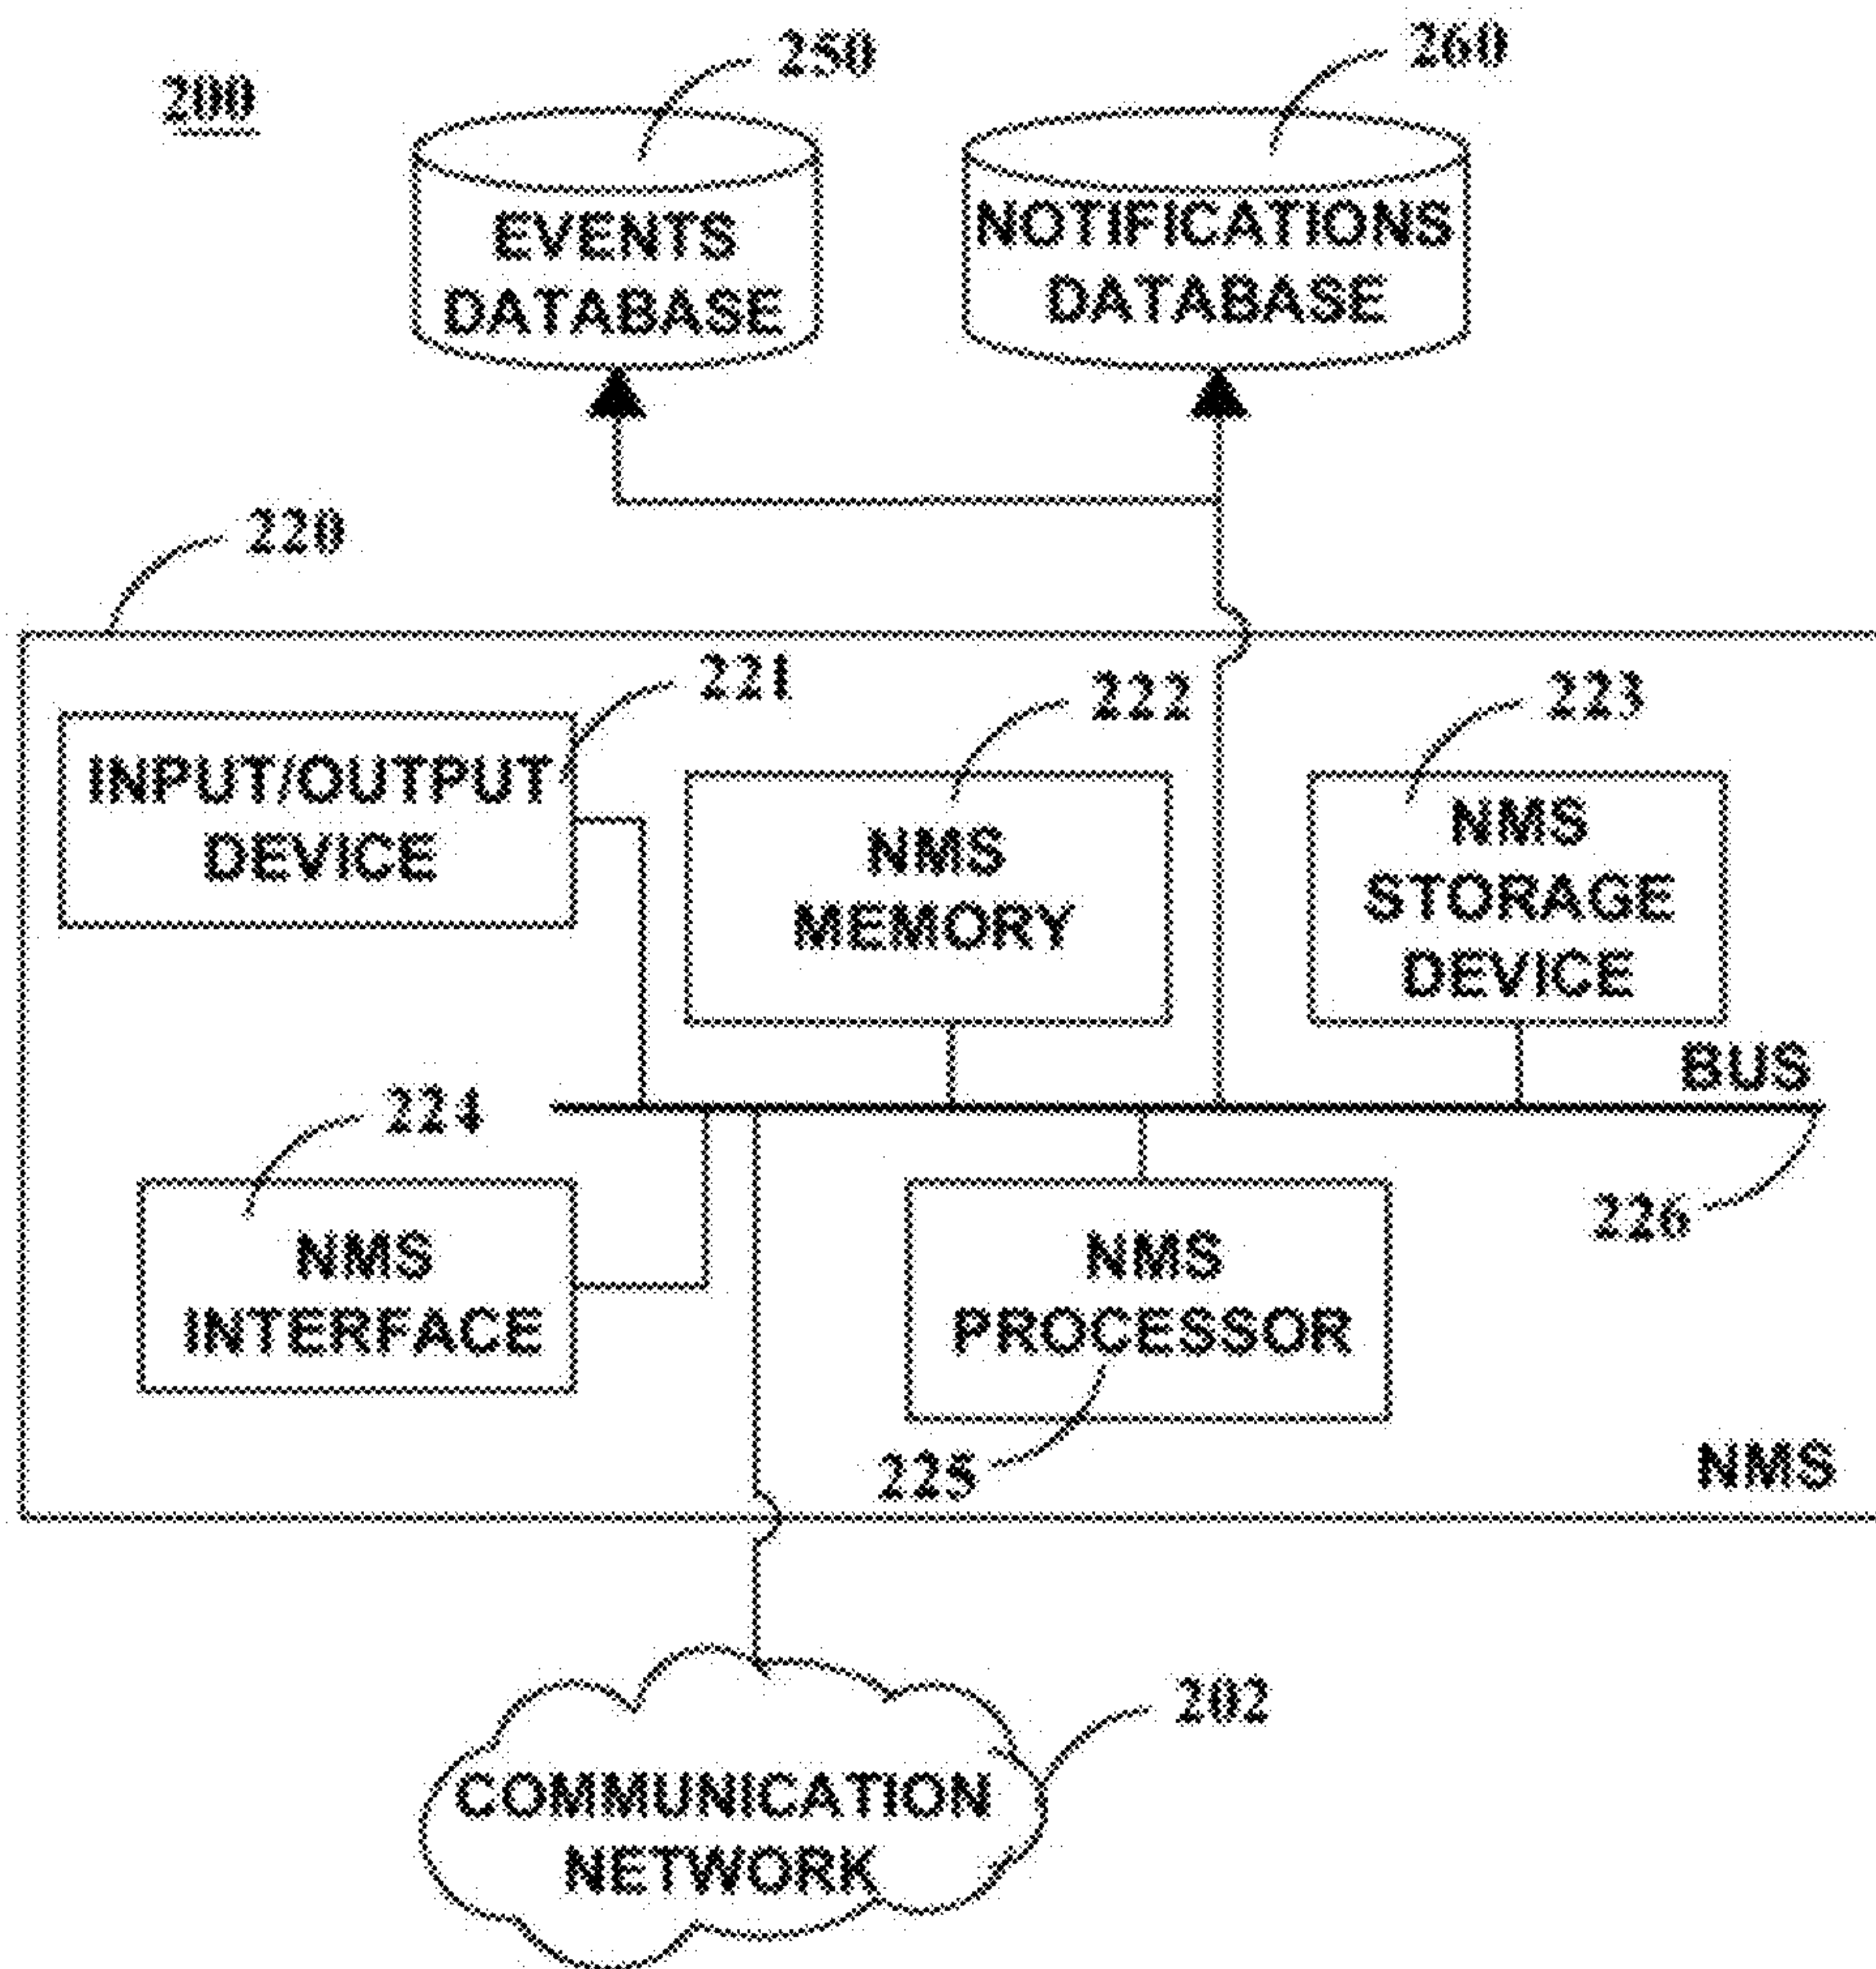 200
250
260
EVENTS
DATABASE
NOTIFICATIONS
DATABASE
220
221
222
223
INPUT/OUTPUT
DEVICE
NMS
MEMORY
NMS
STORAGE
DEVICE
BUS
224
226
NMS
INTERFACE
NMS
PROCESSOR
225
NMS
202
COMMUNICATION
NETWORK